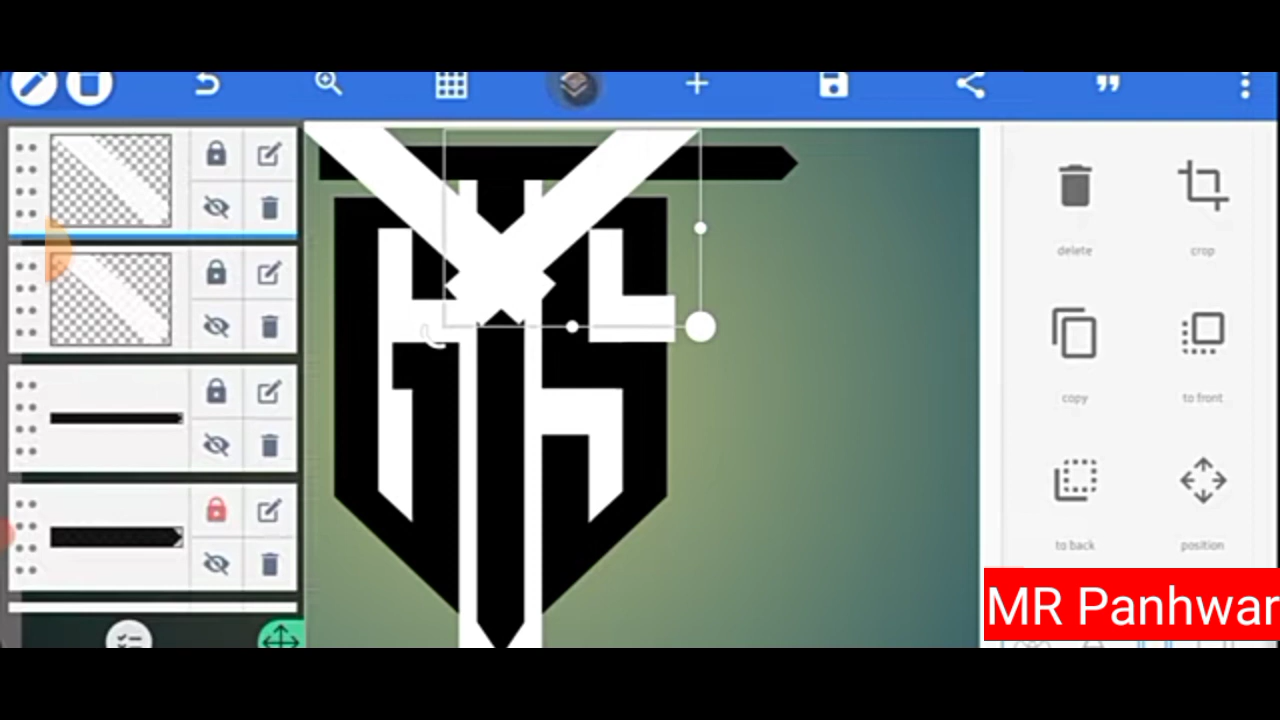 delete
crop
copy
to front
to back
position
MR Panhwar